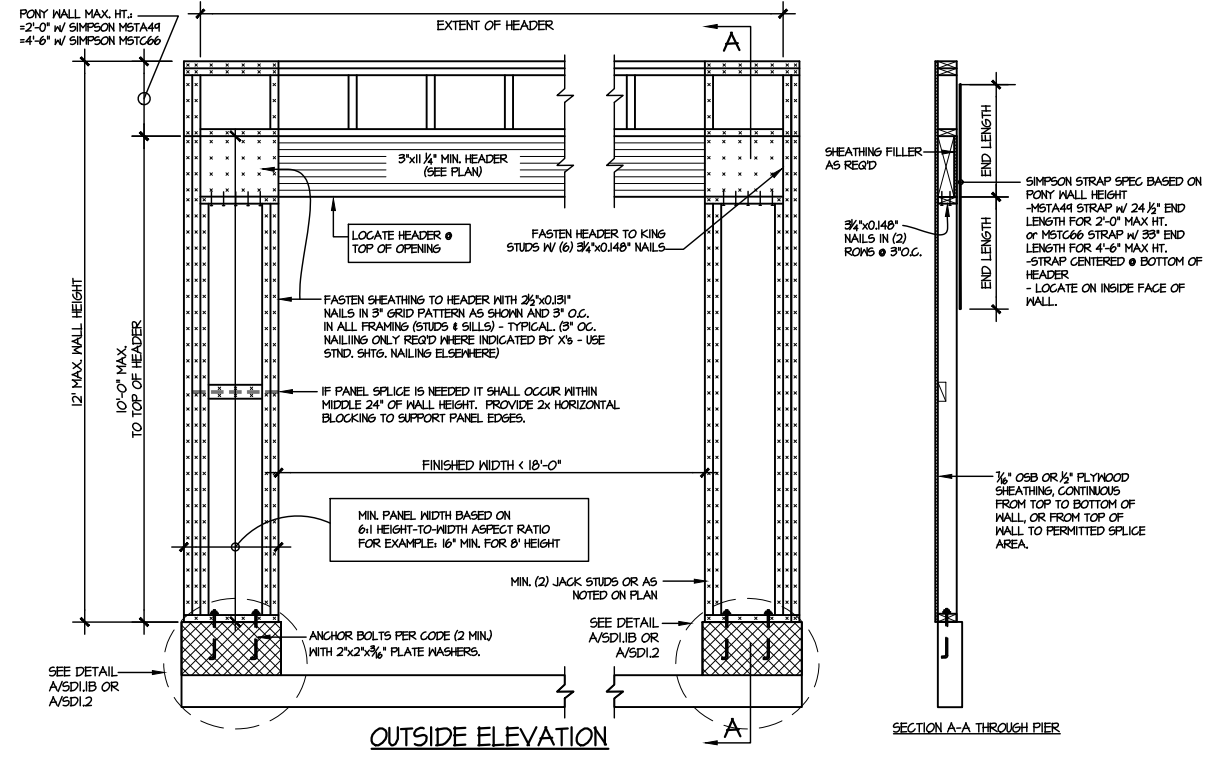 PONY WALL MAX. HT.:
=2'-0" W/ SIMPSON MSTA49
=4'-6" W/ SIMPSON MSTC66
EXTENT OF HEADER
A
3"x11 1/4" MIN. HEADER
(SEE PLAN)
LOCATE HEADER @
TOP OF OPENING
FASTEN HEADER TO KING
STUDS W/ (6) 3 1/4"x0.148" NAILS
12' MAX. WALL HEIGHT
10'-0" MAX.
TO TOP OF HEADER
FASTEN SHEATHING TO HEADER WITH 2 1/2"x0.131"
NAILS IN 3" GRID PATTERN AS SHOWN AND 3" O.C.
IN ALL FRAMING (STUDS & SILLS) - TYPICAL. (3" OC.
NAILIING ONLY REQ'D WHERE INDICATED BY X's - USE
STND. SHTG. NAILING ELSEWHERE)
IF PANEL SPLICE IS NEEDED IT SHALL OCCUR WITHIN
MIDDLE 24" OF WALL HEIGHT. PROVIDE 2x HORIZONTAL
BLOCKING TO SUPPORT PANEL EDGES.
FINISHED WIDTH < 18'-0"
MIN. PANEL WIDTH BASED ON
6:1 HEIGHT-TO-WIDTH ASPECT RATIO
FOR EXAMPLE: 16" MIN. FOR 8' HEIGHT
MIN. (2) JACK STUDS OR AS
NOTED ON PLAN
SEE DETAIL
A/SD1.1B OR
A/SD1.2
ANCHOR BOLTS PER CODE (2 MIN.)
WITH 2"x2"x3/16" PLATE WASHERS.
SEE DETAIL
A/SD1.1B OR
A/SD1.2
A
OUTSIDE ELEVATION
SHEATHING FILLER
AS REQ'D
END LENGTH
3 1/4"x0.148"
NAILS IN (2)
ROWS @ 3"O.C.
END LENGTH
SIMPSON STRAP SPEC BASED ON
PONY WALL HEIGHT
-MSTA49 STRAP W/ 24 1/2" END
LENGTH FOR 2'-0" MAX HT.
or MSTC66 STRAP w/ 33" END
LENGTH FOR 4'-6" MAX HT.
-STRAP CENTERED @ BOTTOM OF
HEADER
- LOCATE ON INSIDE FACE OF
WALL.
7/16" OSB OR 1/2" PLYWOOD
SHEATHING, CONTINUOUS
FROM TOP TO BOTTOM OF
WALL, OR FROM TOP OF
WALL TO PERMITTED SPLICE
AREA.
SECTION A-A THROUGH PIER